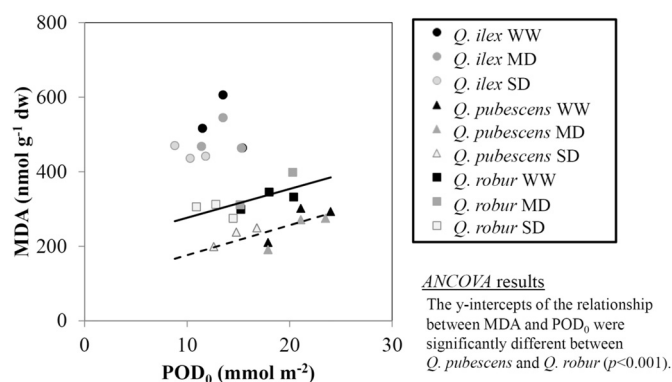 800
600
400
200
0
MDA (nmol g⁻¹ dw)
0 10 20 30
POD₀ (mmol m⁻²)
Q. ilex WW
Q. ilex MD
Q. ilex SD
Q. pubescens WW
Q. pubescens MD
Q. pubescens SD
Q. robur WW
Q. robur MD
Q. robur SD
ANCOVA results
The y-intercepts of the relationship
between MDA and POD₀ were
significantly different between
Q. pubescens and Q. robur (p<0.001).